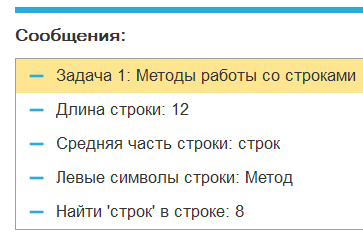 Сообщения:
— Задача 1: Методы работы со строками
— Длина строки: 12
— Средняя часть строки: строк
— Левые символы строки: Метод
— Найти 'строк' в строке: 8